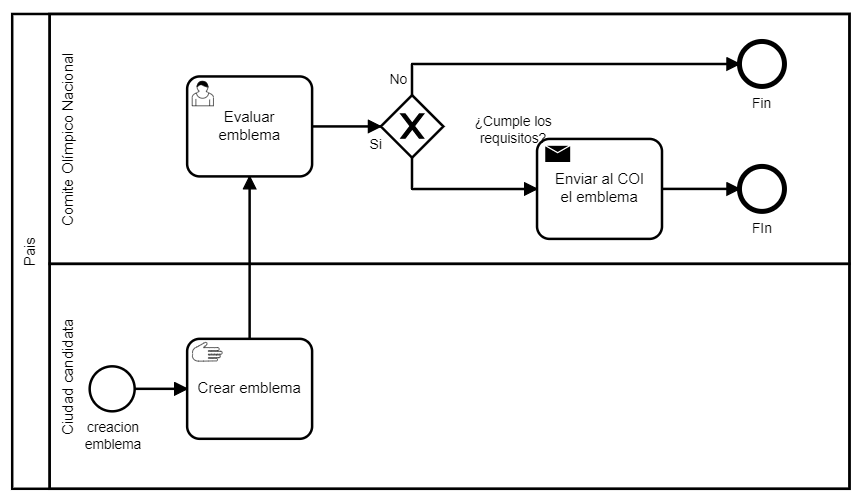 Pais
Comite Olímpico Nacional
Evaluar
emblema
No
Si
¿Cumple los
requisitos?
Enviar al COI
el emblema
Fin
FIn
Ciudad candidata
creacion
emblema
Crear emblema